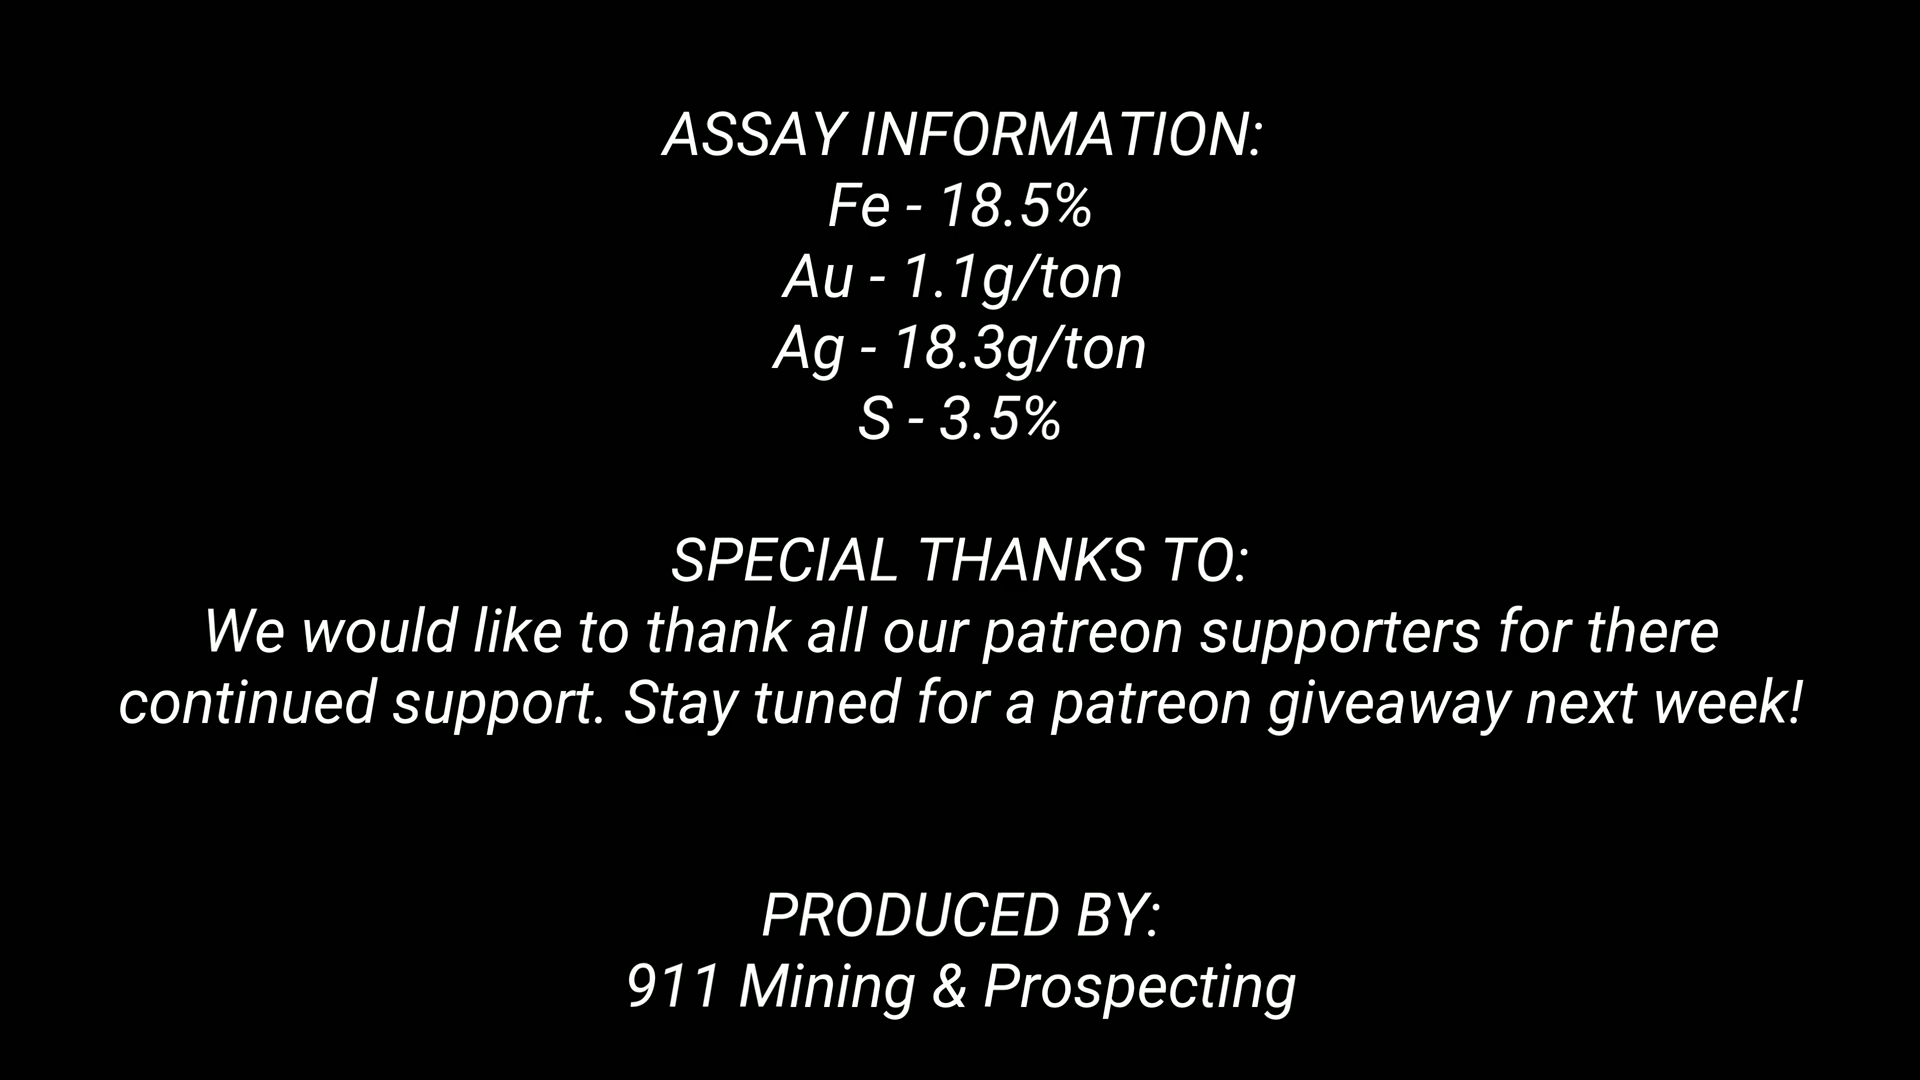 ASSAY INFORMATION:
Fe - 18.5%
Au - 1.1g/ton
Ag - 18.3g/ton
S - 3.5%
SPECIAL THANKS TO:
We would like to thank all our patreon supporters for there
continued support. Stay tuned for a patreon giveaway next week!
PRODUCED BY:
911 Mining & Prospecting